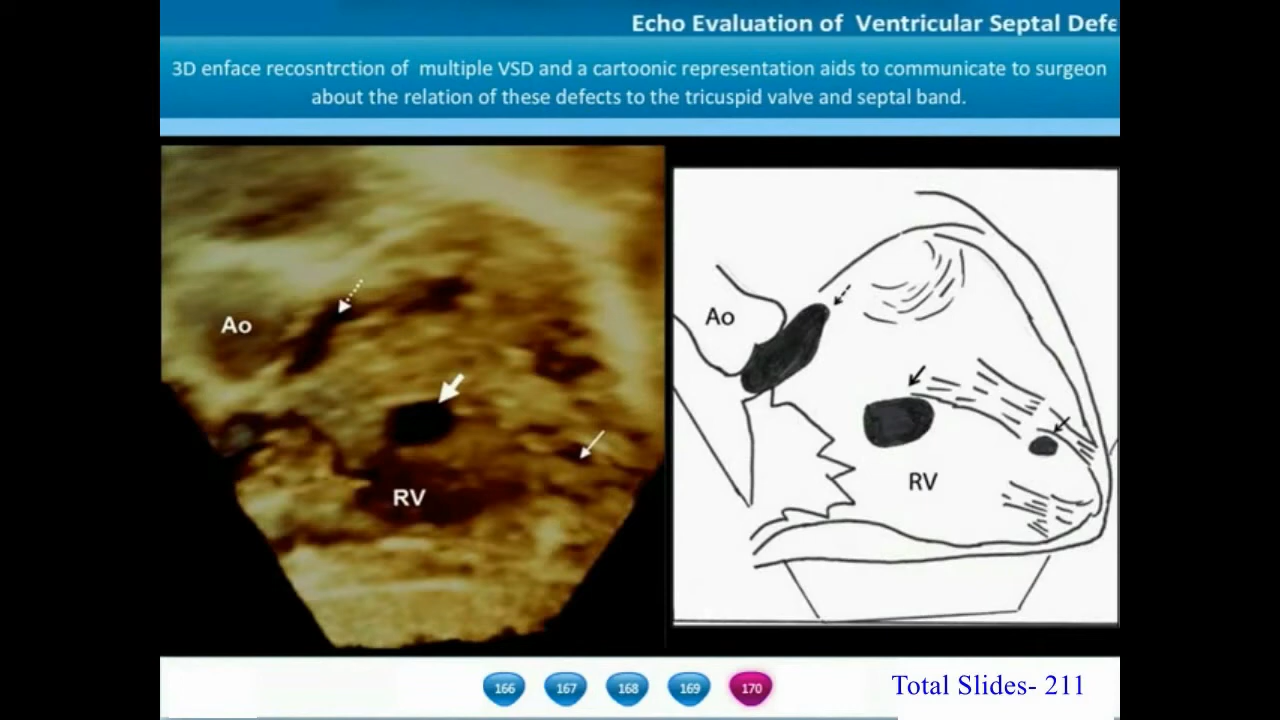 Echo Evaluation of Ventricular Septal Defe
3D enface recosntrction of multiple VSD and a cartoonic representation aids to communicate to surgeon
about the relation of these defects to the tricuspid valve and septal band.
Ao
RV
Ao
RV
166 167 168 169 170
Total Slides- 211